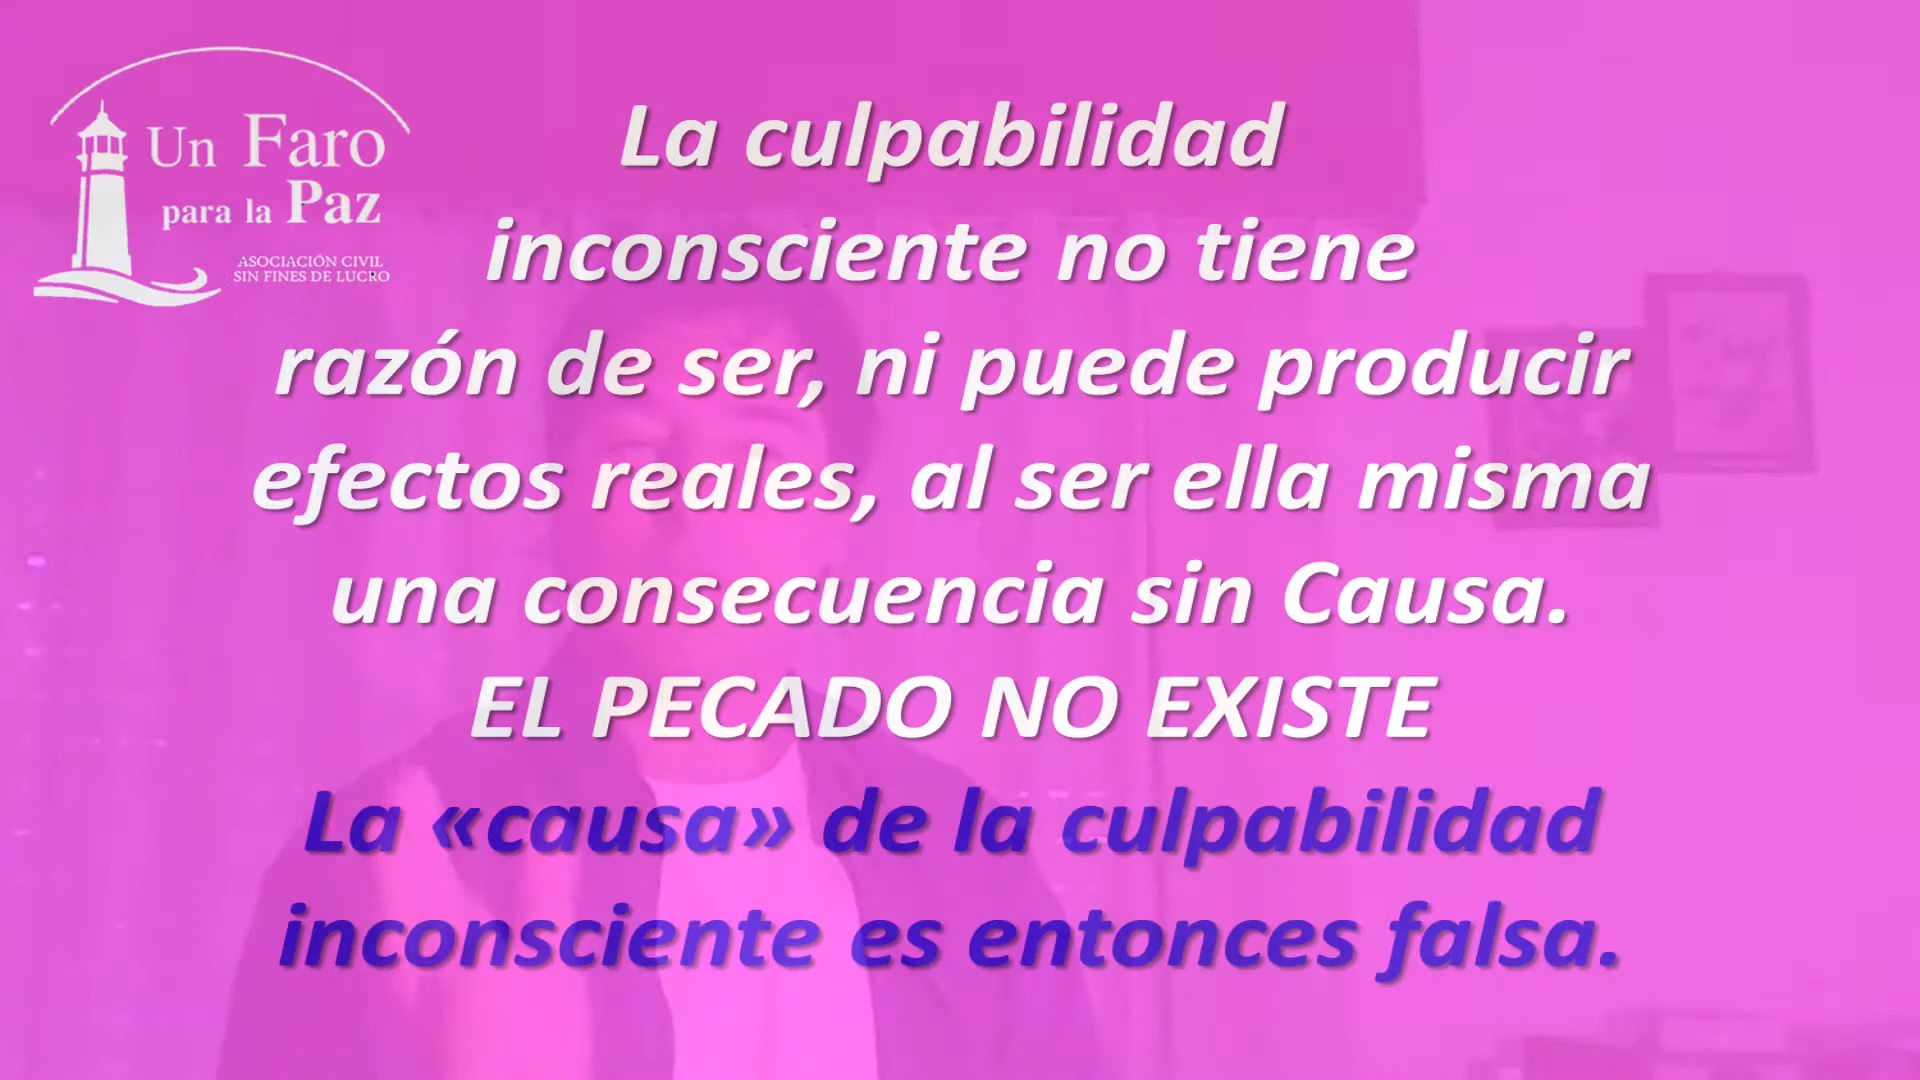 Un Faro
para la Paz
ASOCIACIÓN CIVIL
SIN FINES DE LUCRO
La culpabilidad
inconsciente no tiene
razón de ser, ni puede producir
efectos reales, al ser ella misma
una consecuencia sin Causa.
EL PECADO NO EXISTE
La «causa» de la culpabilidad
inconsciente es entonces falsa.